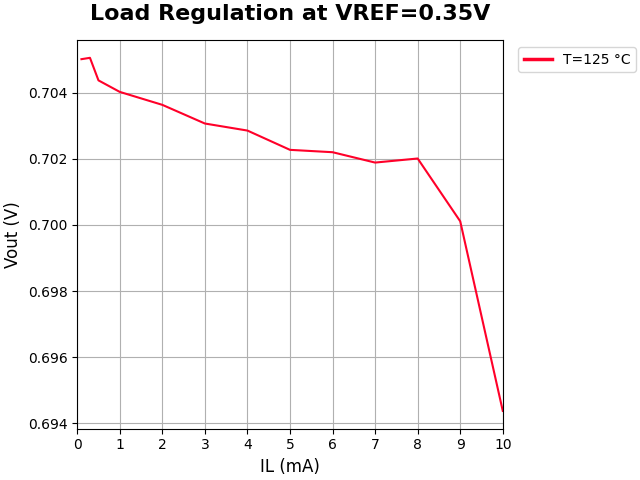 Load Regulation at VREF=0.35V
T=125 °C
0.704
0.702
0.700
0.698
0.696
0.694
Vout (V)
0 1 2 3 4 5 6 7 8 9 10
IL (mA)